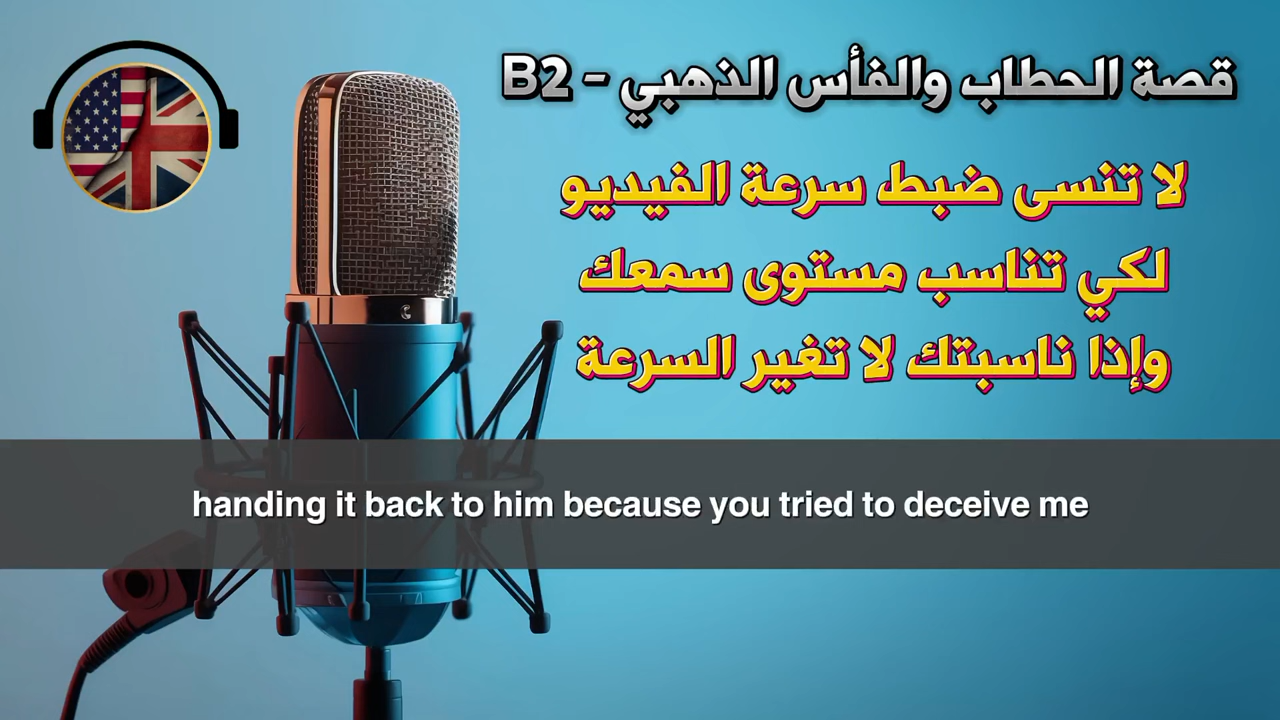 قصة الحطاب والفأس الذهبي - B2
لا تنسى ضبط سرعة الفيديو
لكي تناسب مستوى سمعك
وإذا ناسبتك لا تغير السرعة
handing it back to him because you tried to deceive me